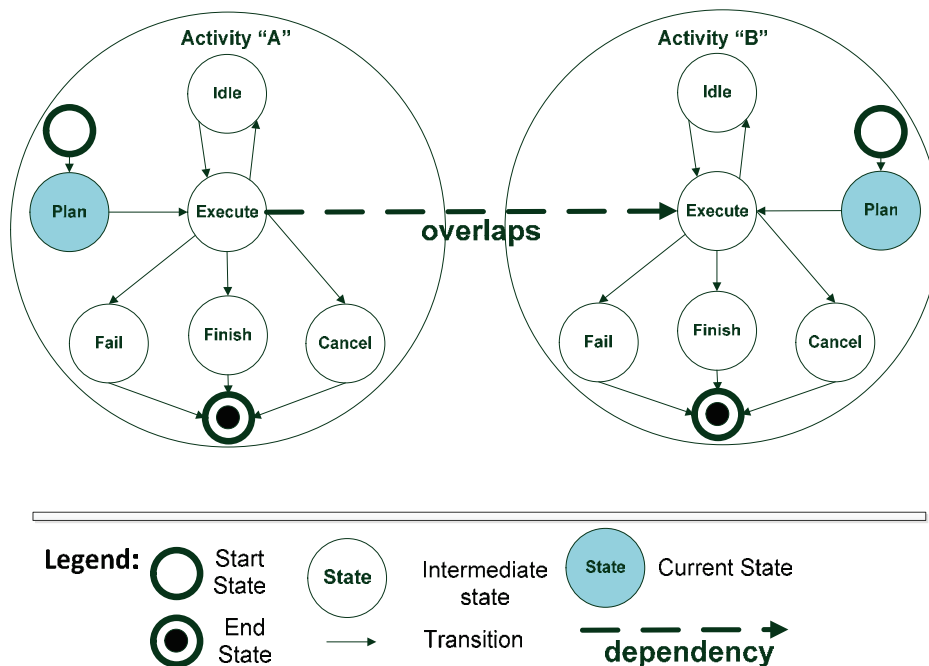 Activity “A”
Idle
Plan
Execute
Fail
Finish
Cancel
overlaps
Activity “B”
Idle
Execute
Plan
Fail
Finish
Cancel
Legend:
Start
State
State
Intermediate
state
State
Current State
End
State
Transition
dependency